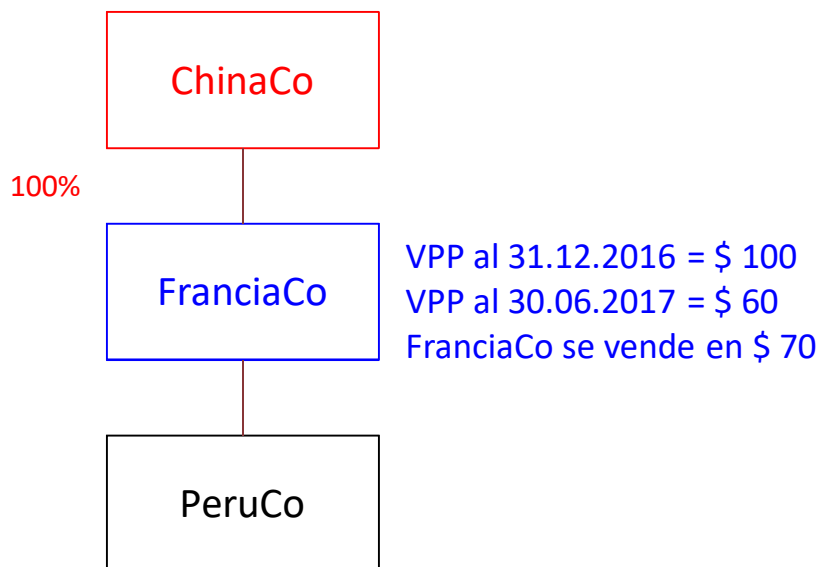 ChinaCo
100%
FranciaCo
VPP al 31.12.2016 = $ 100
VPP al 30.06.2017 = $ 60
FranciaCo se vende en $ 70
PeruCo